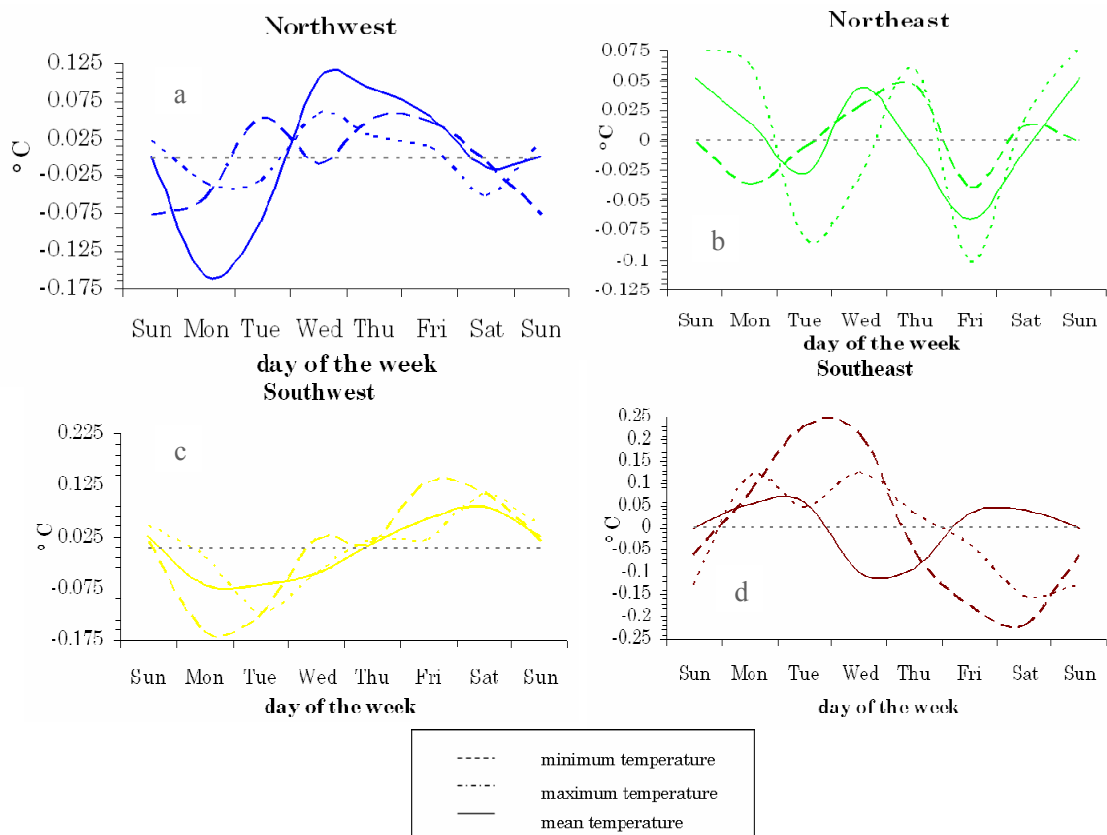 Northwest
a
0.125
0.075
0.025
-0.025
-0.075
-0.125
-0.175
° C
Sun Mon Tue Wed Thu Fri Sat Sun
day of the week
Northeast
b
0.075
0.05
0.025
0
-0.025
-0.05
-0.075
-0.1
-0.125
° C
Sun Mon Tue Wed Thu Fri Sat Sun
day of the week
Southwest
c
0.225
0.125
0.025
-0.075
-0.175
° C
Sun Mon Tue Wed Thu Fri Sat Sun
day of the week
Southeast
d
0.25
0.2
0.15
0.1
0.05
0
-0.05
-0.1
-0.15
-0.2
-0.25
° C
Sun Mon Tue Wed Thu Fri Sat Sun
day of the week
minimum temperature
maximum temperature
mean temperature